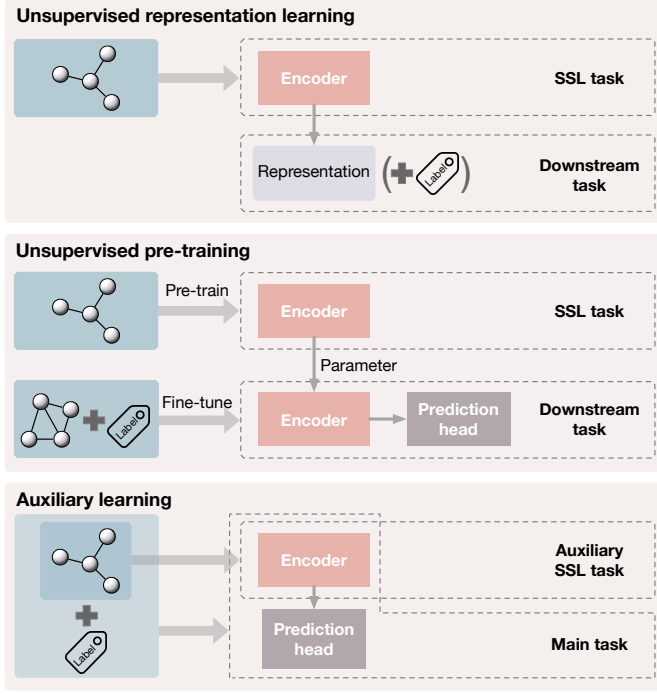 Unsupervised representation learning
Encoder
SSL task
Representation
(
Label
)
Downstream
task
Unsupervised pre-training
Pre-train
Encoder
SSL task
Parameter
Label
Fine-tune
Encoder
Prediction
head
Downstream
task
Auxiliary learning
Encoder
Auxiliary
SSL task
Label
Prediction
head
Main task